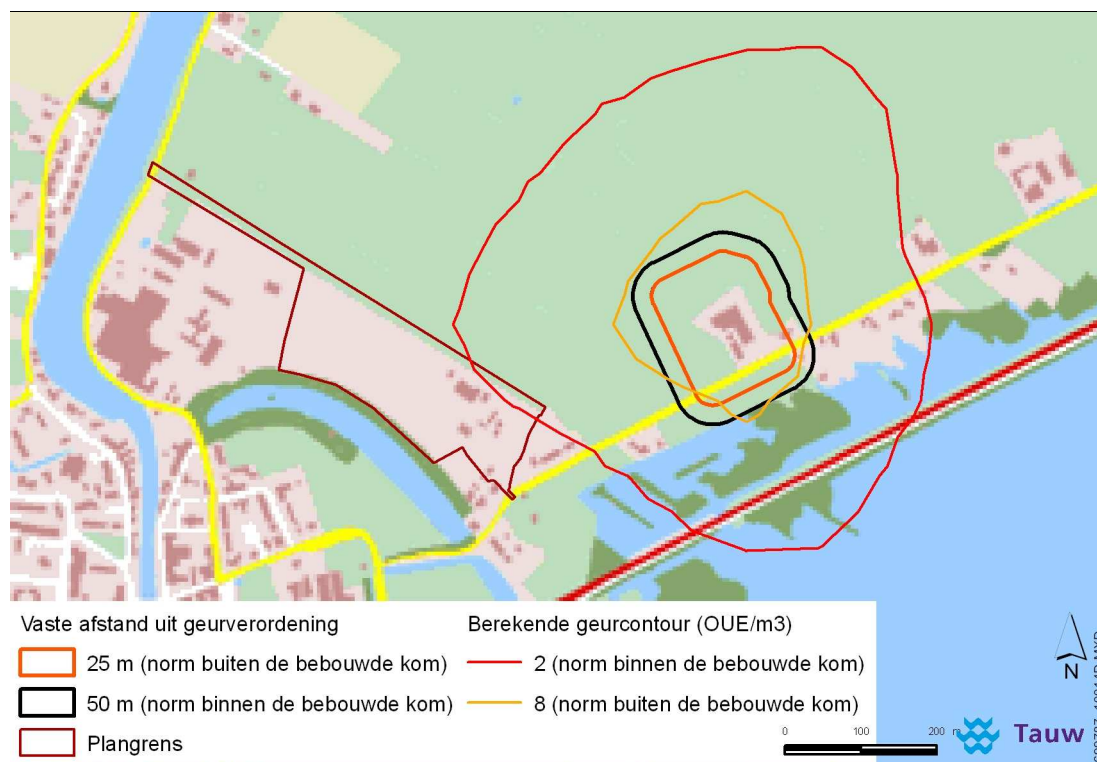 Vaste afstand uit geurverordening
25 m (norm buiten de bebouwde kom)
50 m (norm binnen de bebouwde kom)
Plangrens
Berekende geurcontour (OUE/m3)
2 (norm binnen de bebouwde kom)
8 (norm buiten de bebouwde kom)
0 100 200 m
N
Tauw